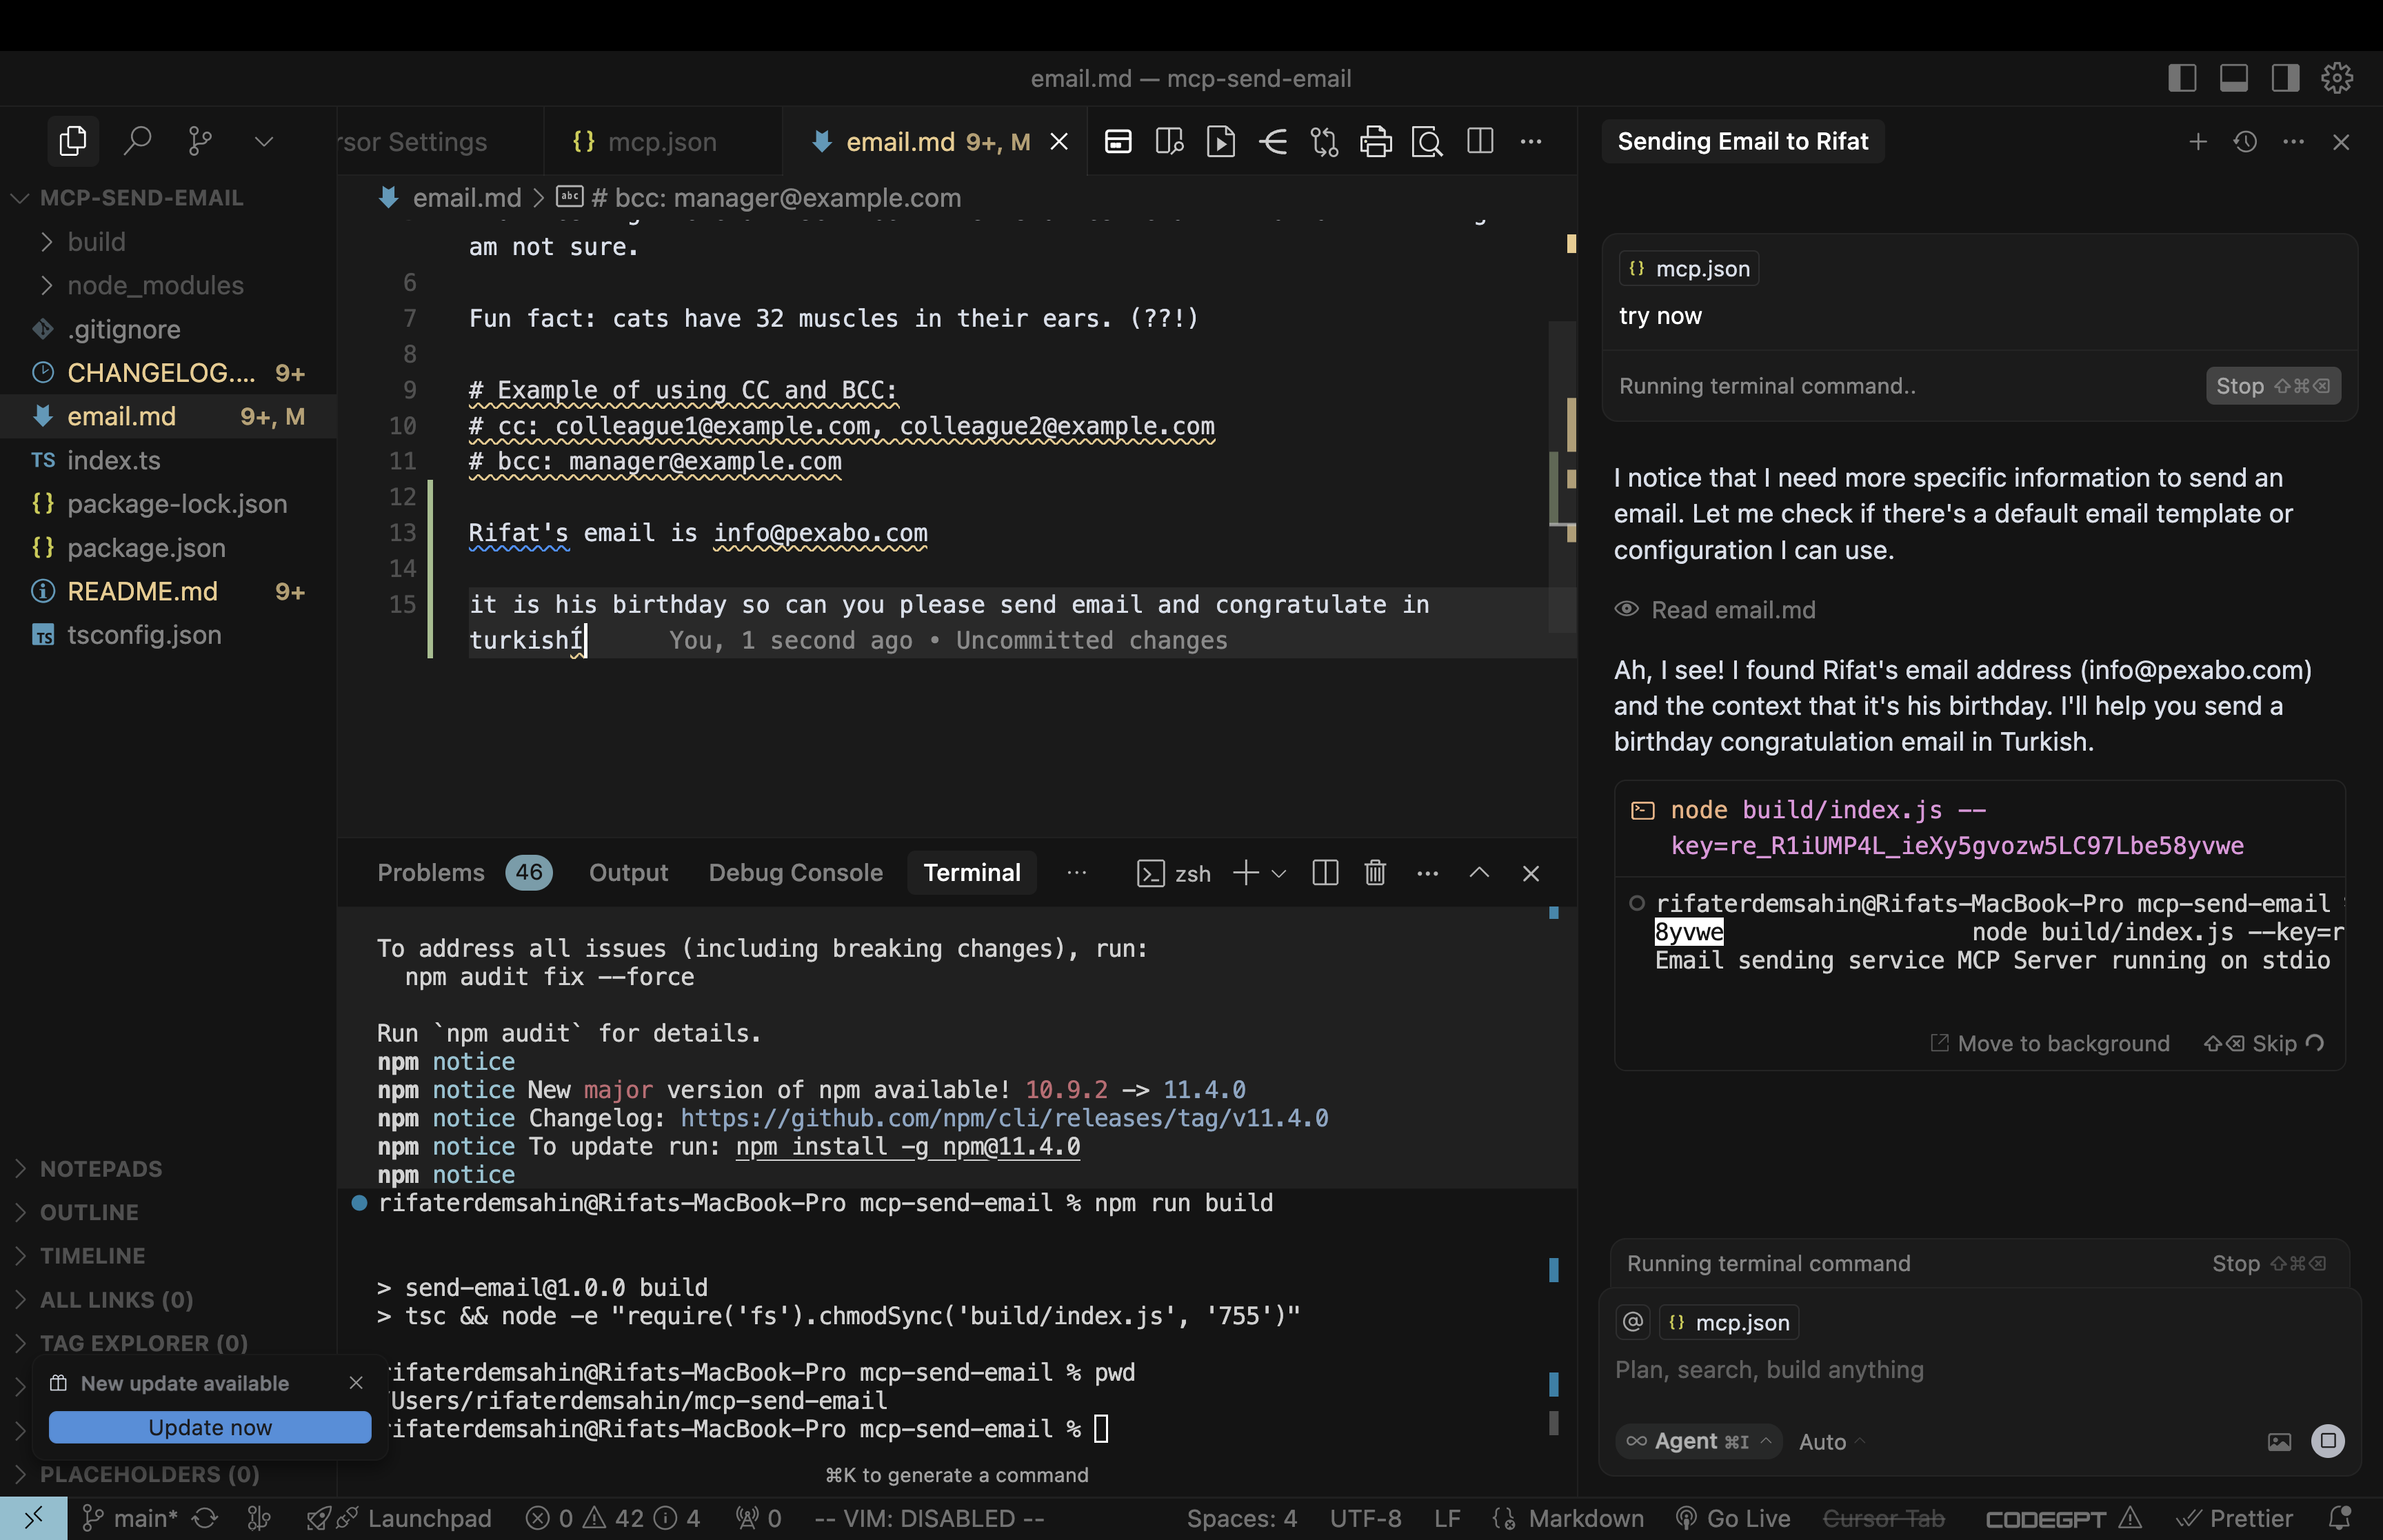 email.md — mcp-send-email
rsor Settings
mcp.json
email.md 9+, M
Sending Email to Rifat
MCP-SEND-EMAIL
build
node_modules
.gitignore
CHANGELOG.... 9+
email.md 9+, M
TS index.ts
package-lock.json
package.json
README.md 9+
TS tsconfig.json
NOTEPADS
OUTLINE
TIMELINE
ALL LINKS (0)
TAG EXPLORER (0)
New update available
Update now
PLACEHOLDERS (0)
email.md > abc # bcc: manager@example.com
am not sure.
6
7 Fun fact: cats have 32 muscles in their ears. (??!)
8
9 # Example of using CC and BCC:
10 # cc: colleague1@example.com, colleague2@example.com
11 # bcc: manager@example.com
12
13 Rifat's email is info@pexabo.com
14
15 it is his birthday so can you please send email and congratulate in
turkishÍ You, 1 second ago • Uncommitted changes
Problems 46 Output Debug Console Terminal ··· zsh
To address all issues (including breaking changes), run:
npm audit fix --force
Run `npm audit` for details.
npm notice
npm notice New major version of npm available! 10.9.2 -> 11.4.0
npm notice Changelog: https://github.com/npm/cli/releases/tag/v11.4.0
npm notice To update run: npm install -g npm@11.4.0
npm notice
rifaterdemsahin@Rifats-MacBook-Pro mcp-send-email % npm run build
> send-email@1.0.0 build
> tsc && node -e "require('fs').chmodSync('build/index.js', '755')"
rifaterdemsahin@Rifats-MacBook-Pro mcp-send-email % pwd
Users/rifaterdemsahin/mcp-send-email
rifaterdemsahin@Rifats-MacBook-Pro mcp-send-email %
⌘K to generate a command
mcp.json
try now
Running terminal command..
Stop ⇧⌘⌫
I notice that I need more specific information to send an
email. Let me check if there's a default email template or
configuration I can use.
Read email.md
Ah, I see! I found Rifat's email address (info@pexabo.com)
and the context that it's his birthday. I'll help you send a
birthday congratulation email in Turkish.
node build/index.js --
key=re_R1iUMP4L_ieXy5gvozw5LC97Lbe58yvwe
rifaterdemsahin@Rifats-MacBook-Pro mcp-send-email
8yvwe node build/index.js --key=r
Email sending service MCP Server running on stdio
Move to background ⇧⌫ Skip
Running terminal command
Stop ⇧⌘⌫
@ mcp.json
Plan, search, build anything
∞ Agent ⌘I Auto
main* Launchpad 0 42 4 0 -- VIM: DISABLED -- Spaces: 4 UTF-8 LF Markdown Go Live Cursor Tab CODEGPT Prettier